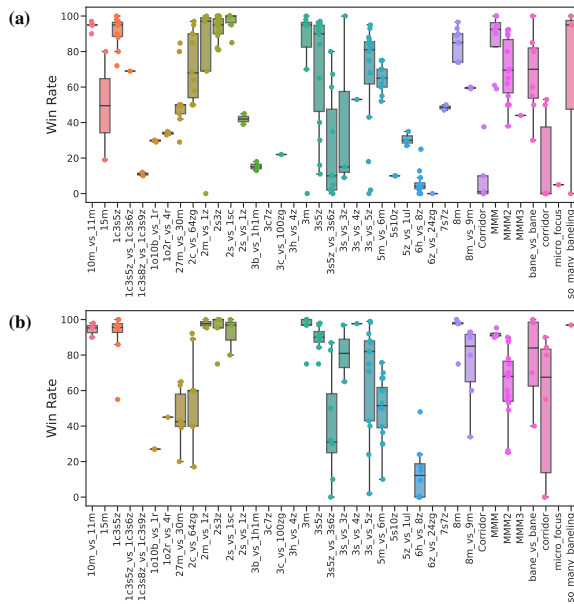 (a)
Win Rate
100
80
60
40
20
0
10m_vs_11m
15m
1c3s5z
1c3s5z_vs_1c3s6z
1c3s8z_vs_1c3s9z
1o10b_vs_1r
1o2r_vs_4r
27m_vs_30m
2c_vs_64zg
2m_vs_1z
2s3z
2s_vs_1sc
2s_vs_1z
3b_vs_1h1m
3c7z
3c_vs_100zg
3h_vs_4z
3m
3s5z
3s5z_vs_3s6z
3s_vs_3z
3s_vs_4z
3s_vs_5z
5m_vs_6m
5s10z
5z_vs_1ul
6h_vs_8z
6z_vs_24zg
7s7z
8m
8m_vs_9m
Corridor
MMM
MMM2
MMM3
bane_vs_bane
corridor
micro_focus
so_many_baneling
(b)
Win Rate
100
80
60
40
20
0
10m_vs_11m
15m
1c3s5z
1c3s5z_vs_1c3s6z
1c3s8z_vs_1c3s9z
1o10b_vs_1r
1o2r_vs_4r
27m_vs_30m
2c_vs_64zg
2m_vs_1z
2s3z
2s_vs_1sc
2s_vs_1z
3b_vs_1h1m
3c7z
3c_vs_100zg
3h_vs_4z
3m
3s5z
3s5z_vs_3s6z
3s_vs_3z
3s_vs_4z
3s_vs_5z
5m_vs_6m
5s10z
5z_vs_1ul
6h_vs_8z
6z_vs_24zg
7s7z
8m
8m_vs_9m
Corridor
MMM
MMM2
MMM3
bane_vs_bane
corridor
micro_focus
so_many_baneling